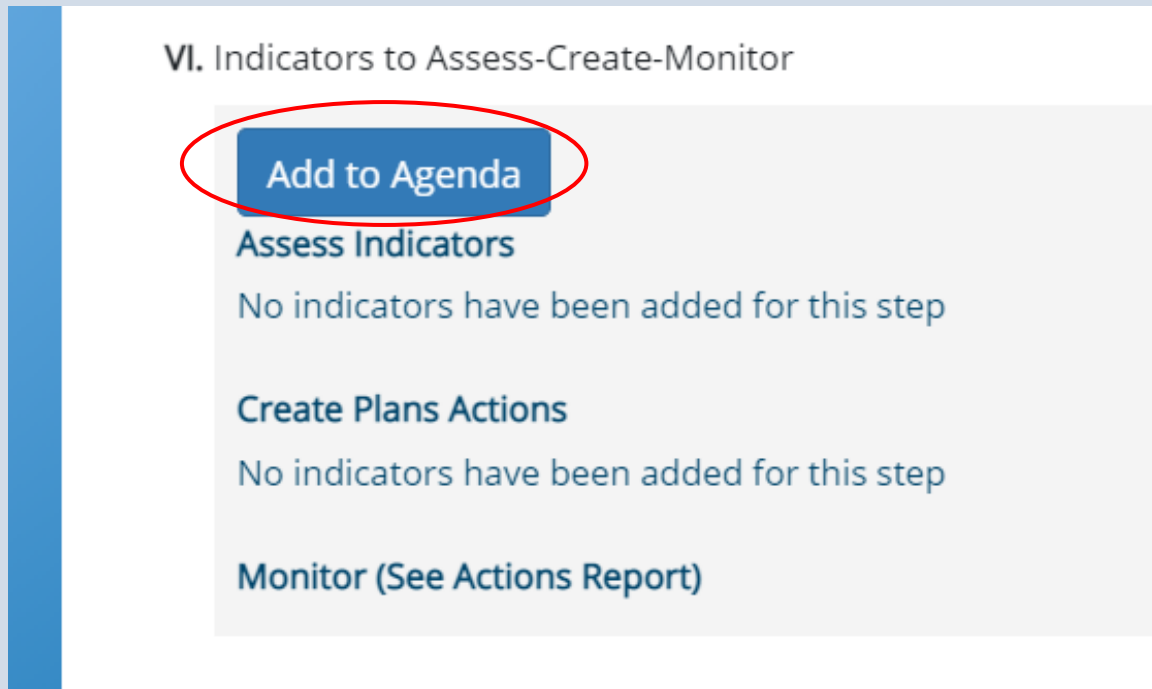 VI. Indicators to Assess-Create-Monitor
Add to Agenda
Assess Indicators
No indicators have been added for this step
Create Plans Actions
No indicators have been added for this step
Monitor (See Actions Report)